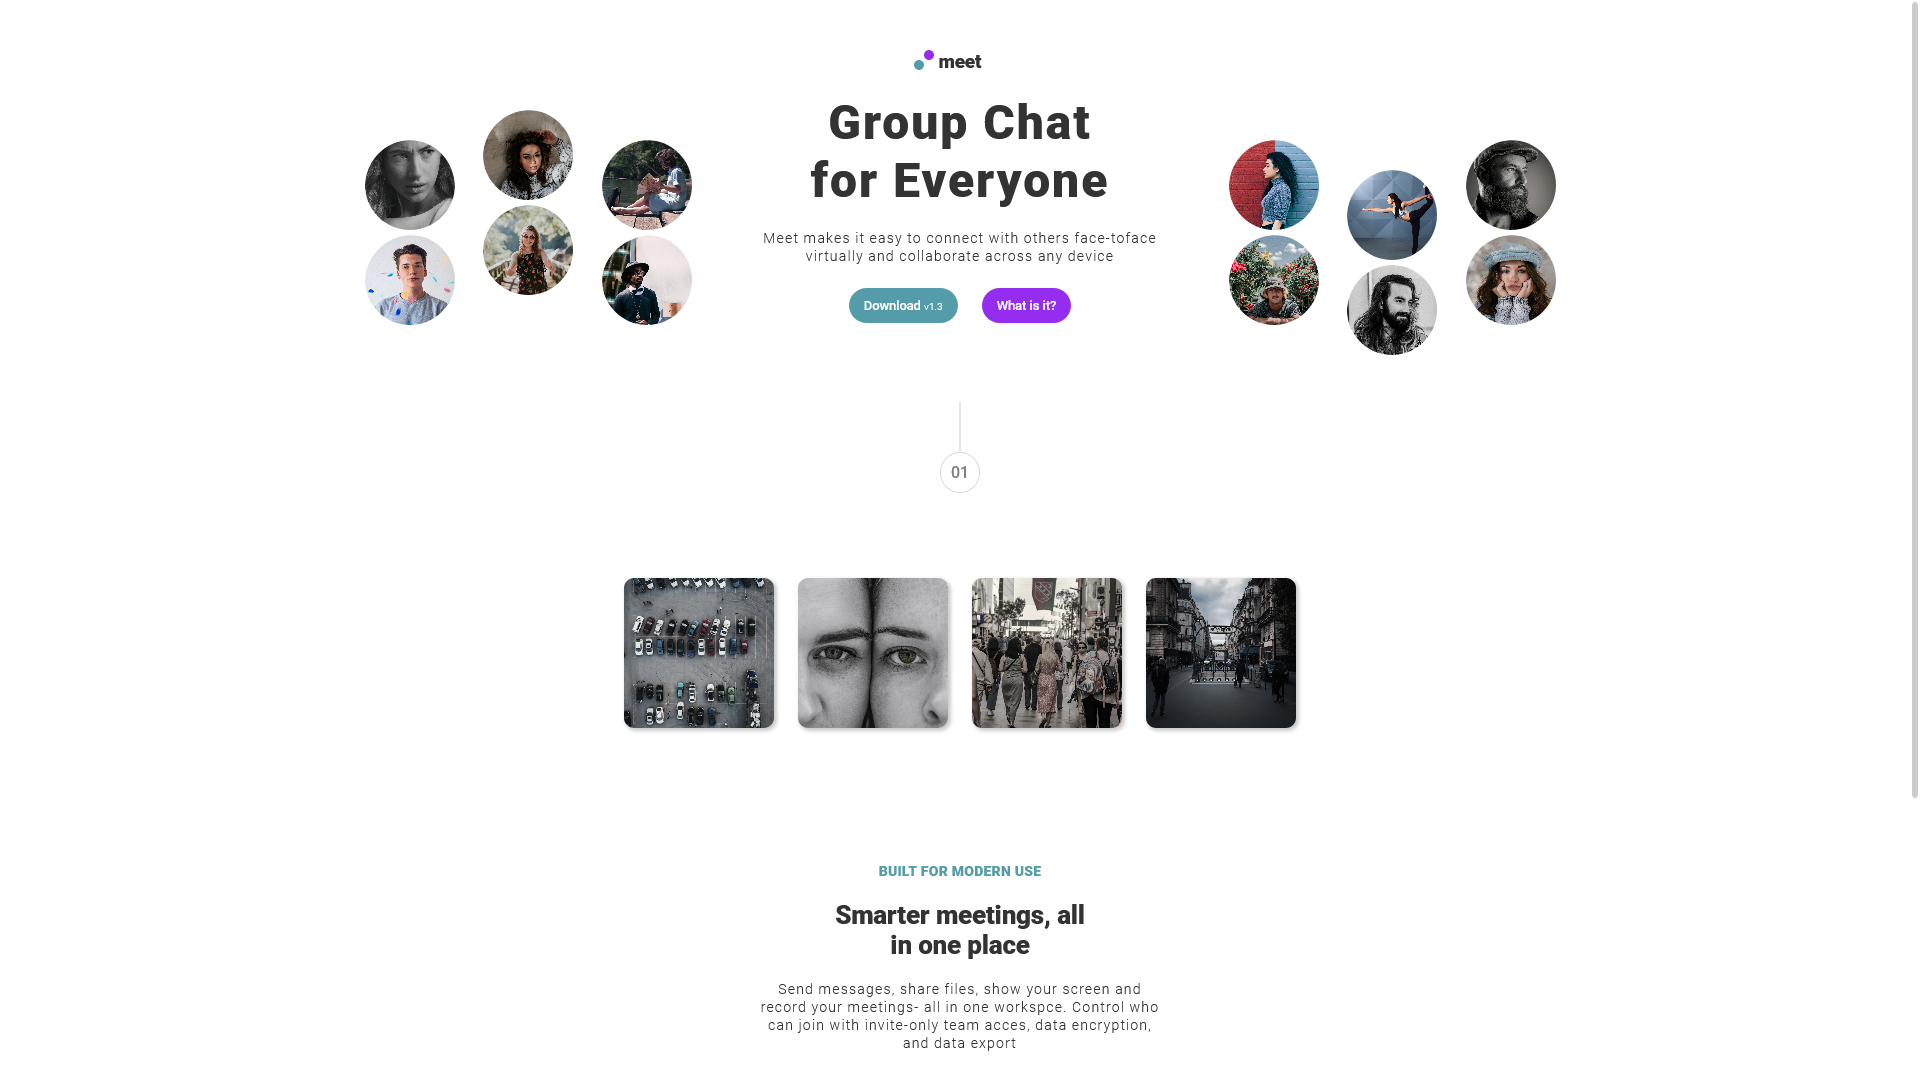 meet
Group Chat
for Everyone
Meet makes it easy to connect with others face-toface
virtually and collaborate across any device
Download v1.3
What is it?
01
BUILT FOR MODERN USE
Smarter meetings, all
in one place
Send messages, share files, show your screen and
record your meetings- all in one workspce. Control who
can join with invite-only team acces, data encryption,
and data export